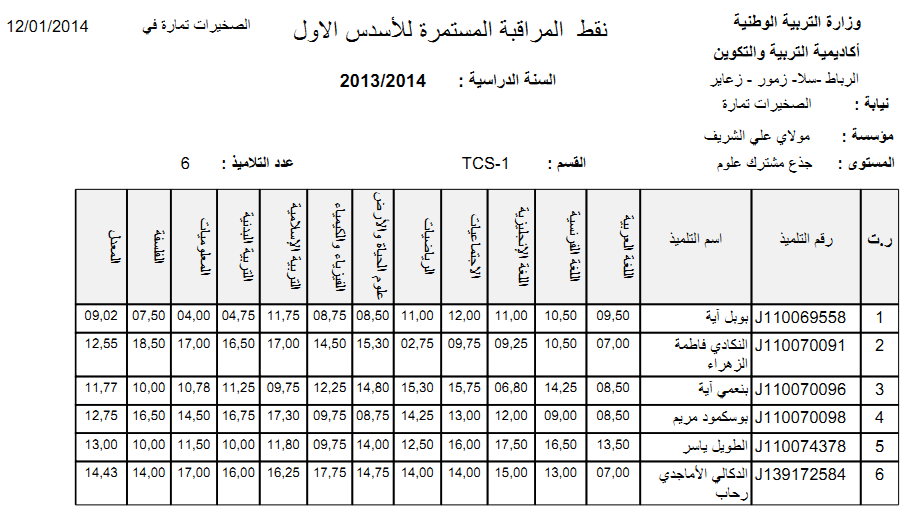 وزارة التربية الوطنية
أكاديمية التربية والتكوين
الرباط -سلا- زمور - زعاير
نيابة : الصخيرات تمارة
مؤسسة : مولاي علي الشريف
المستوى : جذع مشترك علوم
نقط المراقبة المستمرة للأسدس الاول
السنة الدراسية : 2013/2014
القسم : TCS-1
عدد التلاميذ : 6
الصخيرات تمارة في 12/01/2014
ر.ت رقم التلميذ اسم التلميذ اللغة العربية اللغة الفرنسية اللغة الإنجليزية الاجتماعيات الرياضيات علوم الحياة والأرض الفيزياء والكيمياء التربية الإسلامية التربية البدنية المعلوميات الفلسفة المعدل
1 J110069558 بوبل آية 09,50 10,50 11,00 12,00 11,00 08,50 08,75 11,75 04,75 04,00 07,50 09,02
2 J110070091 النكادي فاطمة 07,00 10,50 09,25 09,75 02,75 15,30 14,50 17,00 16,50 17,00 18,50 12,55
الزهراء
3 J110070096 بنعمي آية 08,50 14,25 06,80 15,75 15,30 14,80 12,25 09,75 11,25 10,78 10,00 11,77
4 J110070098 بوسكمود مريم 08,50 09,00 12,00 13,00 14,25 08,75 09,75 17,30 16,75 14,50 16,50 12,75
5 J110074378 الطويل ياسر 13,50 16,50 17,50 16,00 12,50 14,00 09,75 11,80 10,00 11,50 10,00 13,00
6 J139172584 الدكالي الأماجدي 07,00 13,00 15,00 14,00 14,00 14,75 17,75 16,25 16,00 17,00 14,00 14,43
رحاب